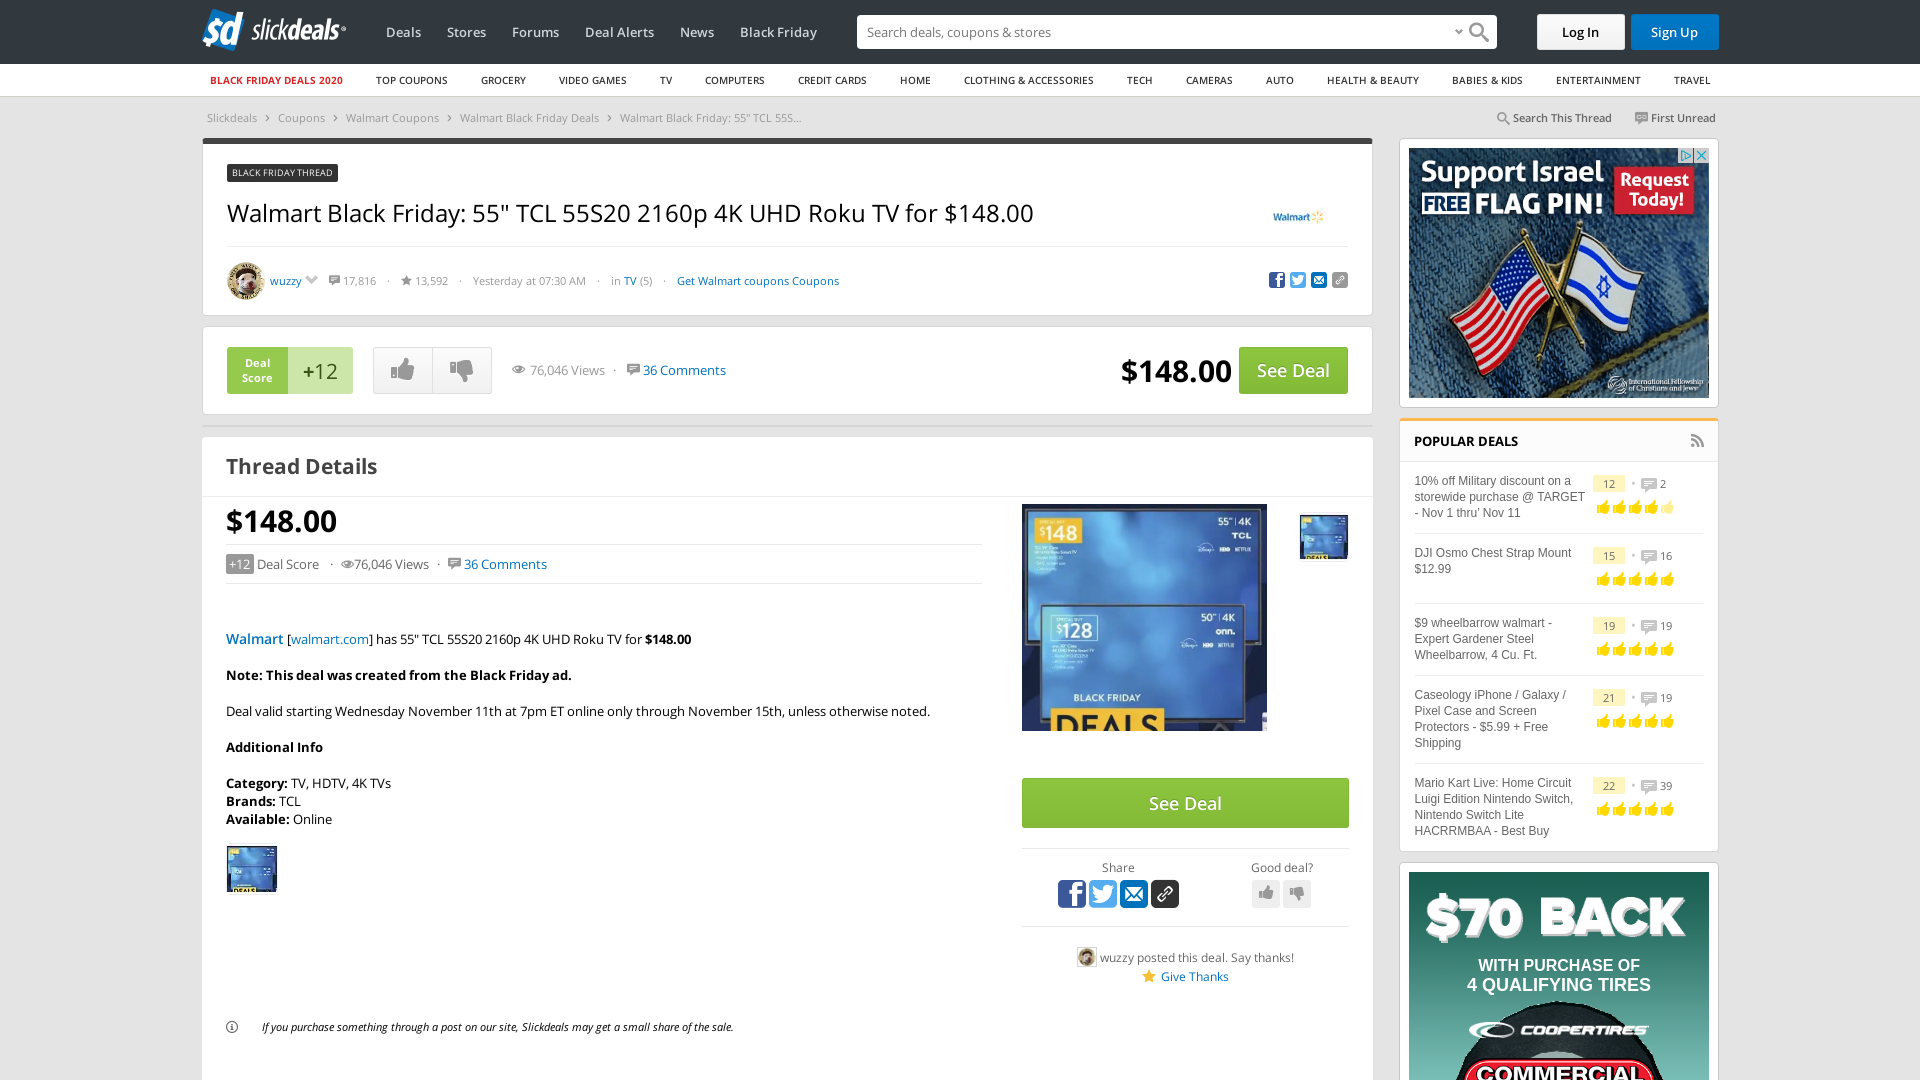 slickdeals
Deals
Stores
Forums
Deal Alerts
News
Black Friday
Search deals, coupons & stores
Log In
Sign Up
BLACK FRIDAY DEALS 2020
TOP COUPONS
GROCERY
VIDEO GAMES
TV
COMPUTERS
CREDIT CARDS
HOME
CLOTHING & ACCESSORIES
TECH
CAMERAS
AUTO
HEALTH & BEAUTY
BABIES & KIDS
ENTERTAINMENT
TRAVEL
Slickdeals › Coupons › Walmart Coupons › Walmart Black Friday Deals › Walmart Black Friday: 55" TCL 55S...
Search This Thread
First Unread
BLACK FRIDAY THREAD
Walmart Black Friday: 55" TCL 55S20 2160p 4K UHD Roku TV for $148.00
Walmart
wuzzy 17,816 · 13,592 · Yesterday at 07:30 AM · in TV (5) · Get Walmart coupons Coupons
Deal Score
+12
76,046 Views · 36 Comments
$148.00
See Deal
Thread Details
$148.00
+12 Deal Score · 76,046 Views · 36 Comments
Walmart [walmart.com] has 55" TCL 55S20 2160p 4K UHD Roku TV for $148.00
Note: This deal was created from the Black Friday ad.
Deal valid starting Wednesday November 11th at 7pm ET online only through November 15th, unless otherwise noted.
Additional Info
Category: TV, HDTV, 4K TVs
Brands: TCL
Available: Online
If you purchase something through a post on our site, Slickdeals may get a small share of the sale.
$148
55" | 4K
TCL
HBO
NETFLIX
$128
50" | 4K
onn.
HBO
NETFLIX
BLACK FRIDAY
DEALS
See Deal
Share
Good deal?
wuzzy posted this deal. Say thanks!
Give Thanks
Support Israel
FREE FLAG PIN!
Request Today!
International Fellowship
of Christians and Jews
POPULAR DEALS
10% off Military discount on a
storewide purchase @ TARGET
- Nov 1 thru' Nov 11
12 • 2
DJI Osmo Chest Strap Mount
$12.99
15 • 16
$9 wheelbarrow walmart -
Expert Gardener Steel
Wheelbarrow, 4 Cu. Ft.
19 • 19
Caseology iPhone / Galaxy /
Pixel Case and Screen
Protectors - $5.99 + Free
Shipping
21 • 19
Mario Kart Live: Home Circuit
Luigi Edition Nintendo Switch,
Nintendo Switch Lite
HACRRMBAA - Best Buy
22 • 39
$70 BACK
WITH PURCHASE OF
4 QUALIFYING TIRES
COOPERTIRES
COMMERCIAL